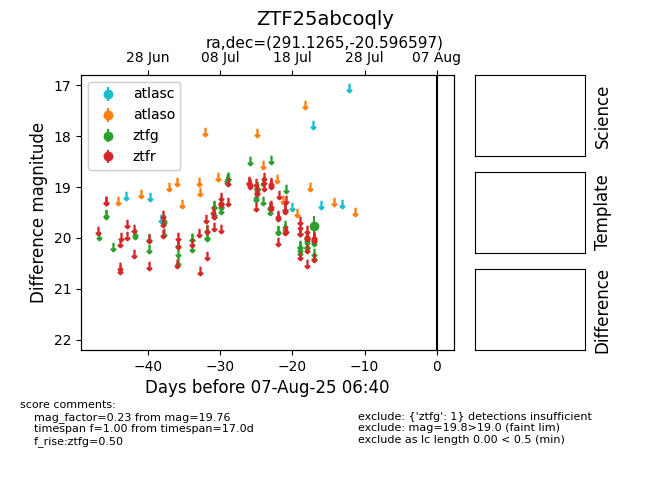 ZTF25abcoqly
ra,dec=(291.1265,-20.596597)
28 Jun 08 Jul 18 Jul 28 Jul 07 Aug
atlasc
atlaso
ztfg
ztfr
17
18
19
20
21
22
Difference magnitude
−40 −30 −20 −10 0
Days before 07-Aug-25 06:40
Science
Template
Difference
score comments:
mag_factor=0.23 from mag=19.76
timespan f=1.00 from timespan=17.0d
f_rise:ztfg=0.50
exclude: {'ztfg': 1} detections insufficient
exclude: mag=19.8>19.0 (faint lim)
exclude as lc length 0.00 < 0.5 (min)